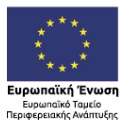 Ευρωπαϊκή Ένωση
Ευρωπαϊκό Ταμείο
Περιφερειακής Ανάπτυξης